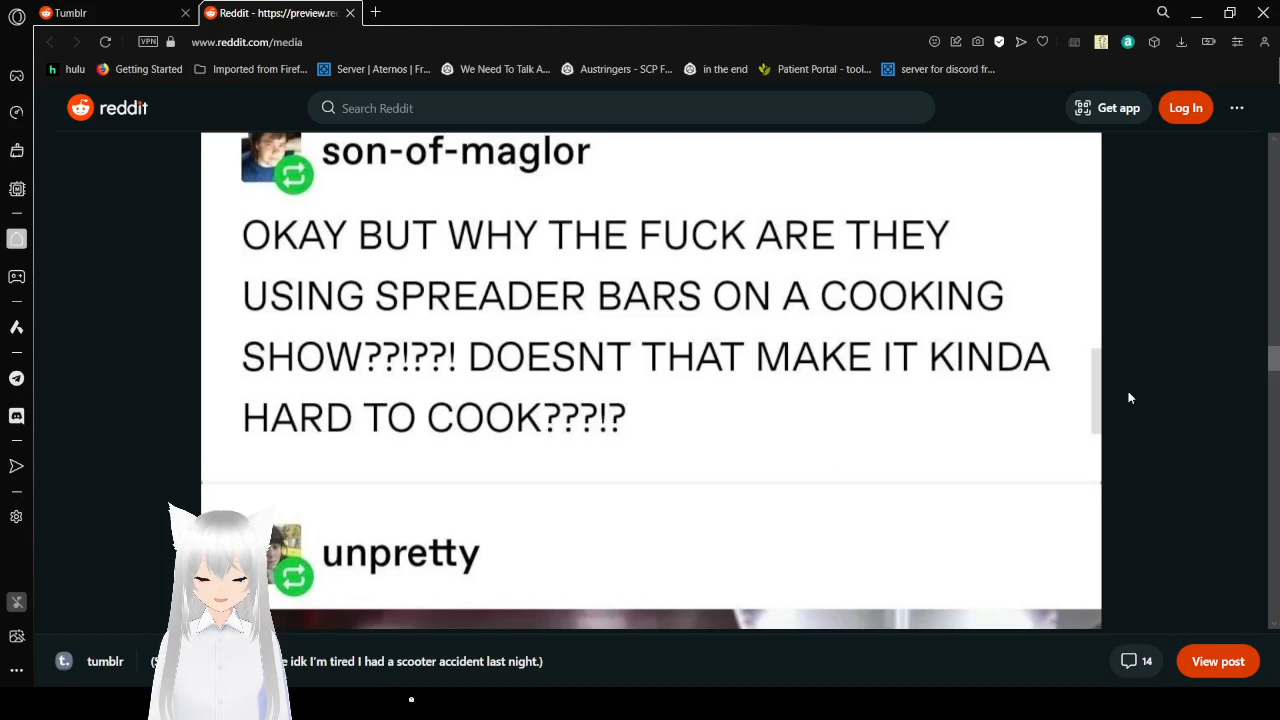 Tumblr
Reddit - https://preview.rec
VPN
www.reddit.com/media
hulu
Getting Started
Imported from Firef...
Server | Aternos | Fr...
We Need To Talk A...
Austringers - SCP F...
in the end
Patient Portal - tool...
server for discord fr...
reddit
Search Reddit
Get app
Log In
son-of-maglor
OKAY BUT WHY THE FUCK ARE THEY
USING SPREADER BARS ON A COOKING
SHOW??!??! DOESNT THAT MAKE IT KINDA
HARD TO COOK???!?
unpretty
t.
tumblr
idk I'm tired I had a scooter accident last night.)
14
View post